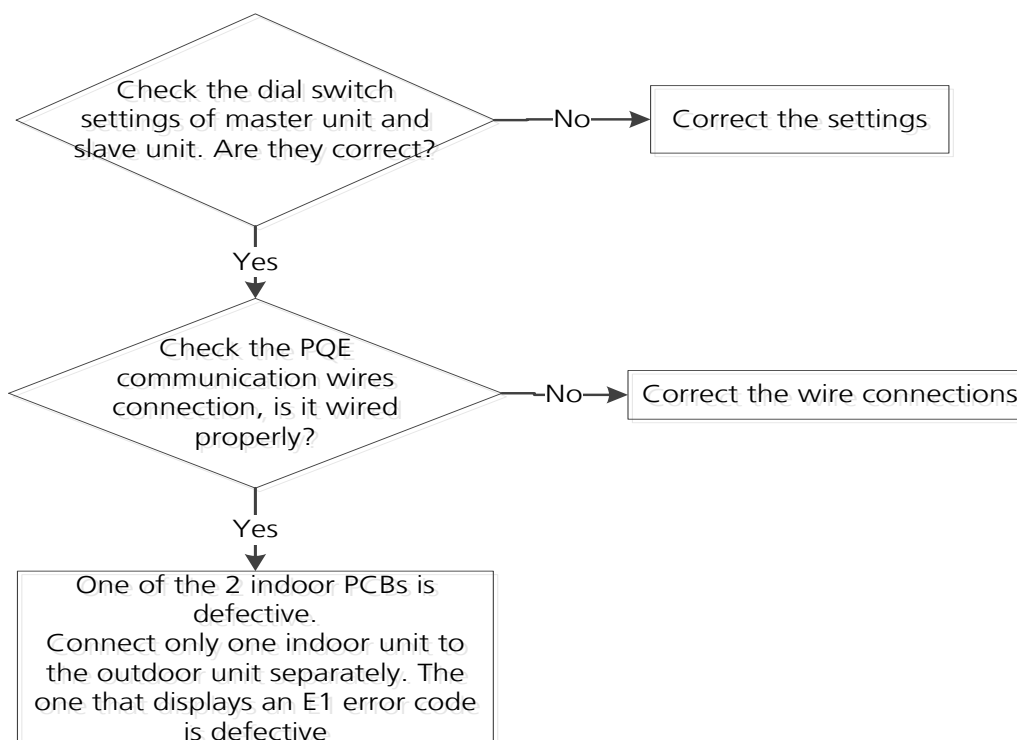 Check the dial switch
settings of master unit and
slave unit. Are they correct?
No
Correct the settings
Yes
Check the PQE
communication wires
connection, is it wired
properly?
No
Correct the wire connections
Yes
One of the 2 indoor PCBs is
defective.
Connect only one indoor unit to
the outdoor unit separately. The
one that displays an E1 error code
is defective